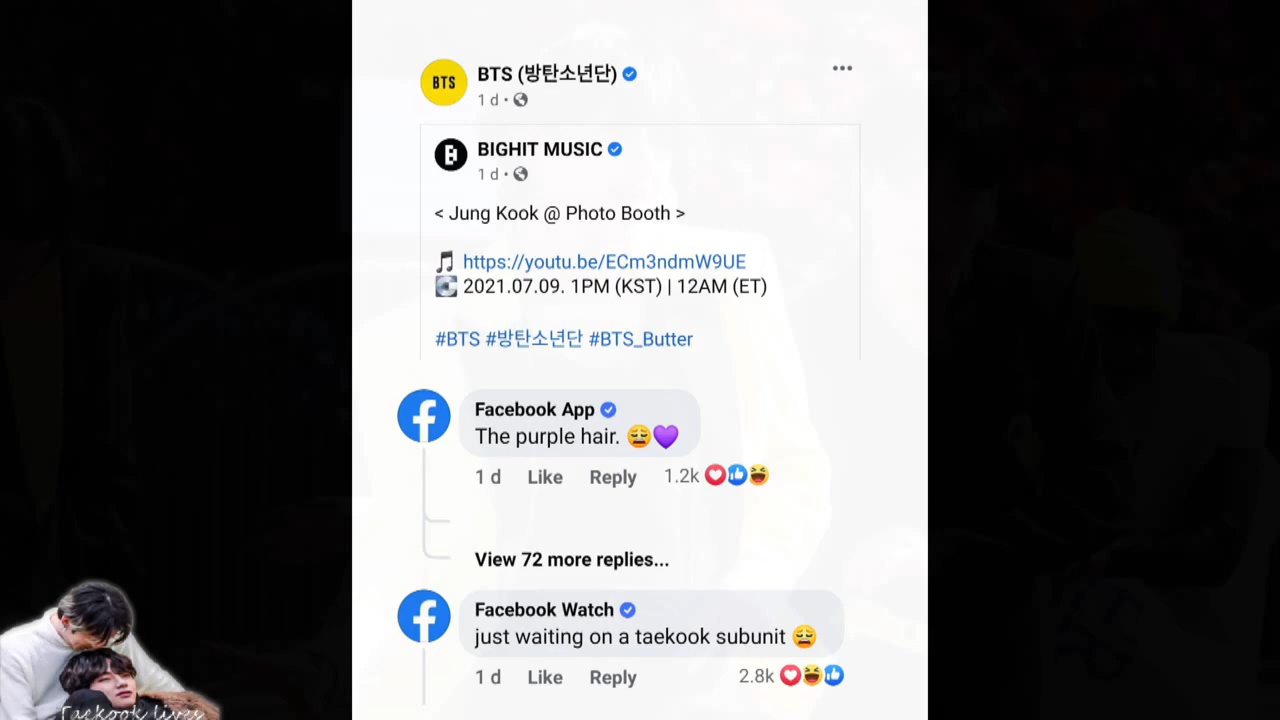 BTS
BTS (방탄소년단)
1 d
BIGHIT MUSIC
1 d
< Jung Kook @ Photo Booth >
🎵 https://youtu.be/ECm3ndmW9UE
💽 2021.07.09. 1PM (KST) | 12AM (ET)
#BTS #방탄소년단 #BTS_Butter
Facebook App
The purple hair. 😩💜
1 d Like Reply 1.2k
View 72 more replies...
Facebook Watch
just waiting on a taekook subunit 😩
1 d Like Reply 2.8k
Taekook lives